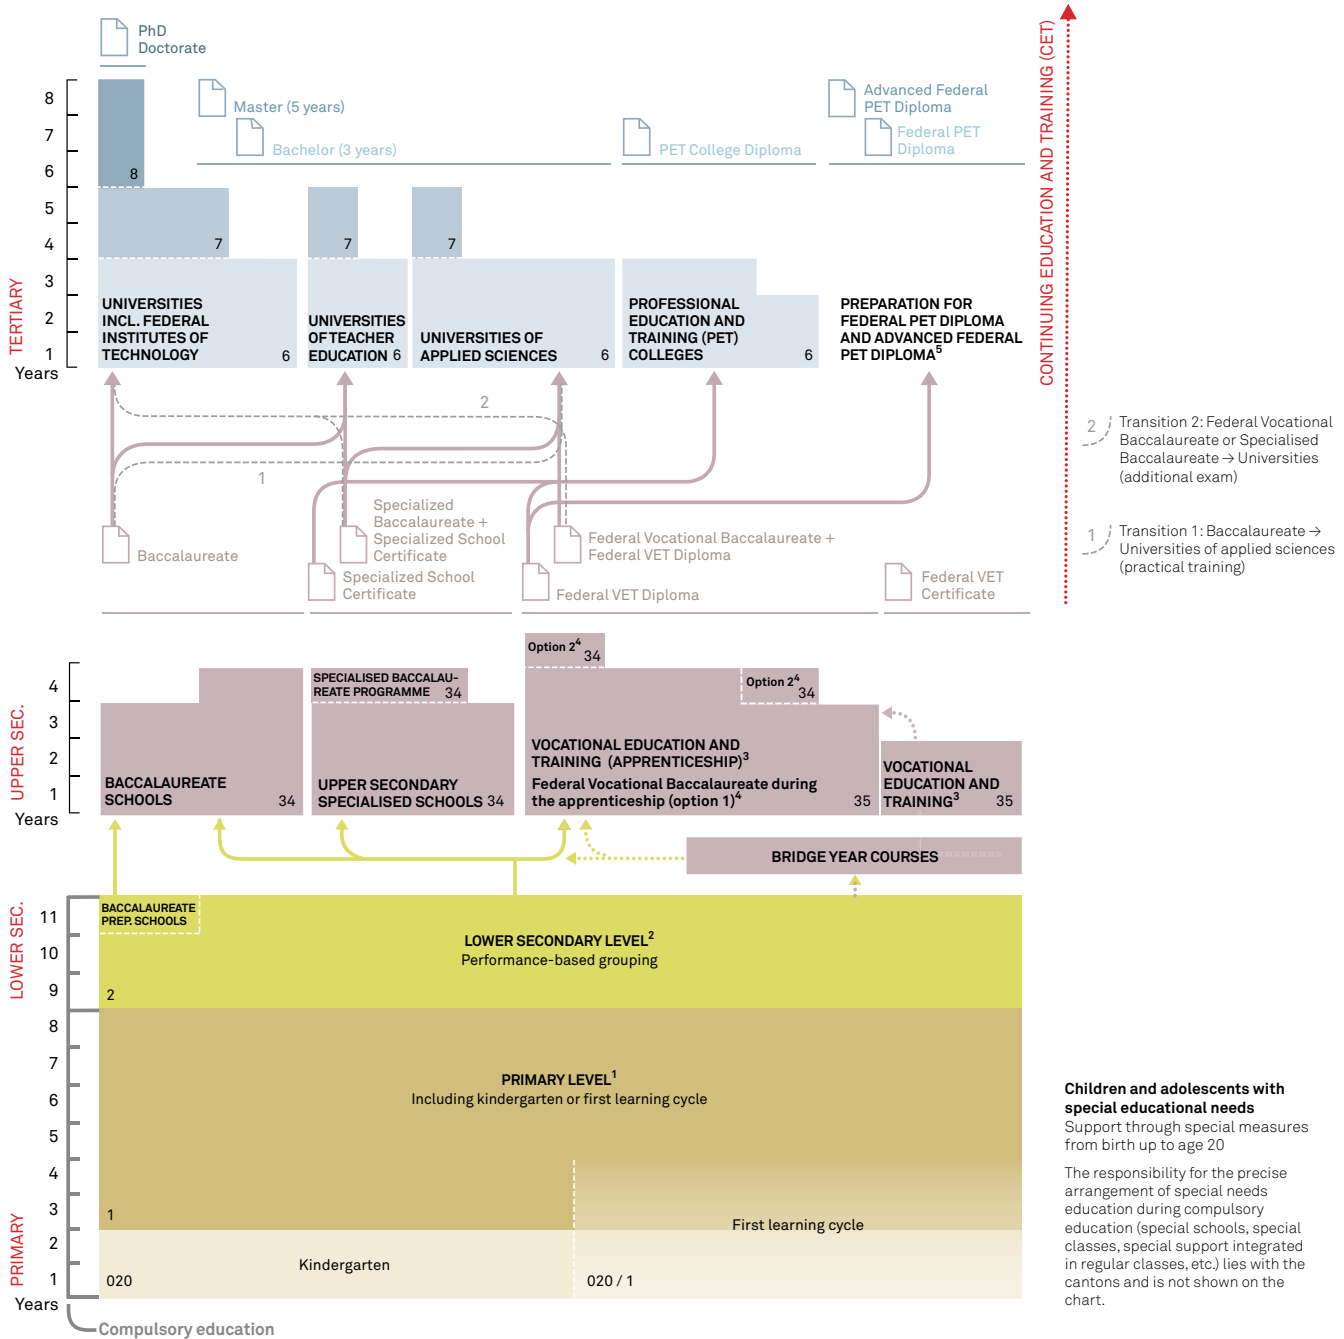 PhD
Doctorate
Master (5 years)
Bachelor (3 years)
PET College Diploma
Advanced Federal
PET Diploma
Federal PET
Diploma
CONTINUING EDUCATION AND TRAINING (CET)
TERTIARY
8
7
6
5
4
3
2
1
Years
8
7
7
7
UNIVERSITIES
INCL. FEDERAL
INSTITUTES OF
TECHNOLOGY
6
UNIVERSITIES
OF TEACHER
EDUCATION 6
UNIVERSITIES OF
APPLIED SCIENCES
6
PROFESSIONAL
EDUCATION AND
TRAINING (PET)
COLLEGES
6
PREPARATION FOR
FEDERAL PET DIPLOMA
AND ADVANCED FEDERAL
PET DIPLOMA5
2
1
2
Transition 2: Federal Vocational
Baccalaureate or Specialised
Baccalaureate → Universities
(additional exam)
1
Transition 1: Baccalaureate →
Universities of applied sciences
(practical training)
Baccalaureate
Specialized
Baccalaureate +
Specialized School
Certificate
Specialized School
Certificate
Federal Vocational Baccalaureate +
Federal VET Diploma
Federal VET Diploma
Federal VET
Certificate
UPPER SEC.
4
3
2
1
Years
BACCALAUREATE
SCHOOLS
34
SPECIALISED BACCALAU-
REATE PROGRAMME 34
UPPER SECONDARY
SPECIALISED SCHOOLS 34
Option 24
34
Option 24
34
VOCATIONAL EDUCATION AND
TRAINING (APPRENTICESHIP)3
Federal Vocational Baccalaureate during
the apprenticeship (option 1)4
35
VOCATIONAL
EDUCATION AND
TRAINING3
35
BRIDGE YEAR COURSES
LOWER SEC.
11
10
9
BACCALAUREATE
PREP. SCHOOLS
LOWER SECONDARY LEVEL2
Performance-based grouping
2
PRIMARY
8
7
6
5
4
3
2
1
Years
PRIMARY LEVEL1
Including kindergarten or first learning cycle
1
First learning cycle
Kindergarten
020
020 / 1
Compulsory education
Children and adolescents with
special educational needs
Support through special measures
from birth up to age 20
The responsibility for the precise
arrangement of special needs
education during compulsory
education (special schools, special
classes, special support integrated
in regular classes, etc.) lies with the
cantons and is not shown on the
chart.